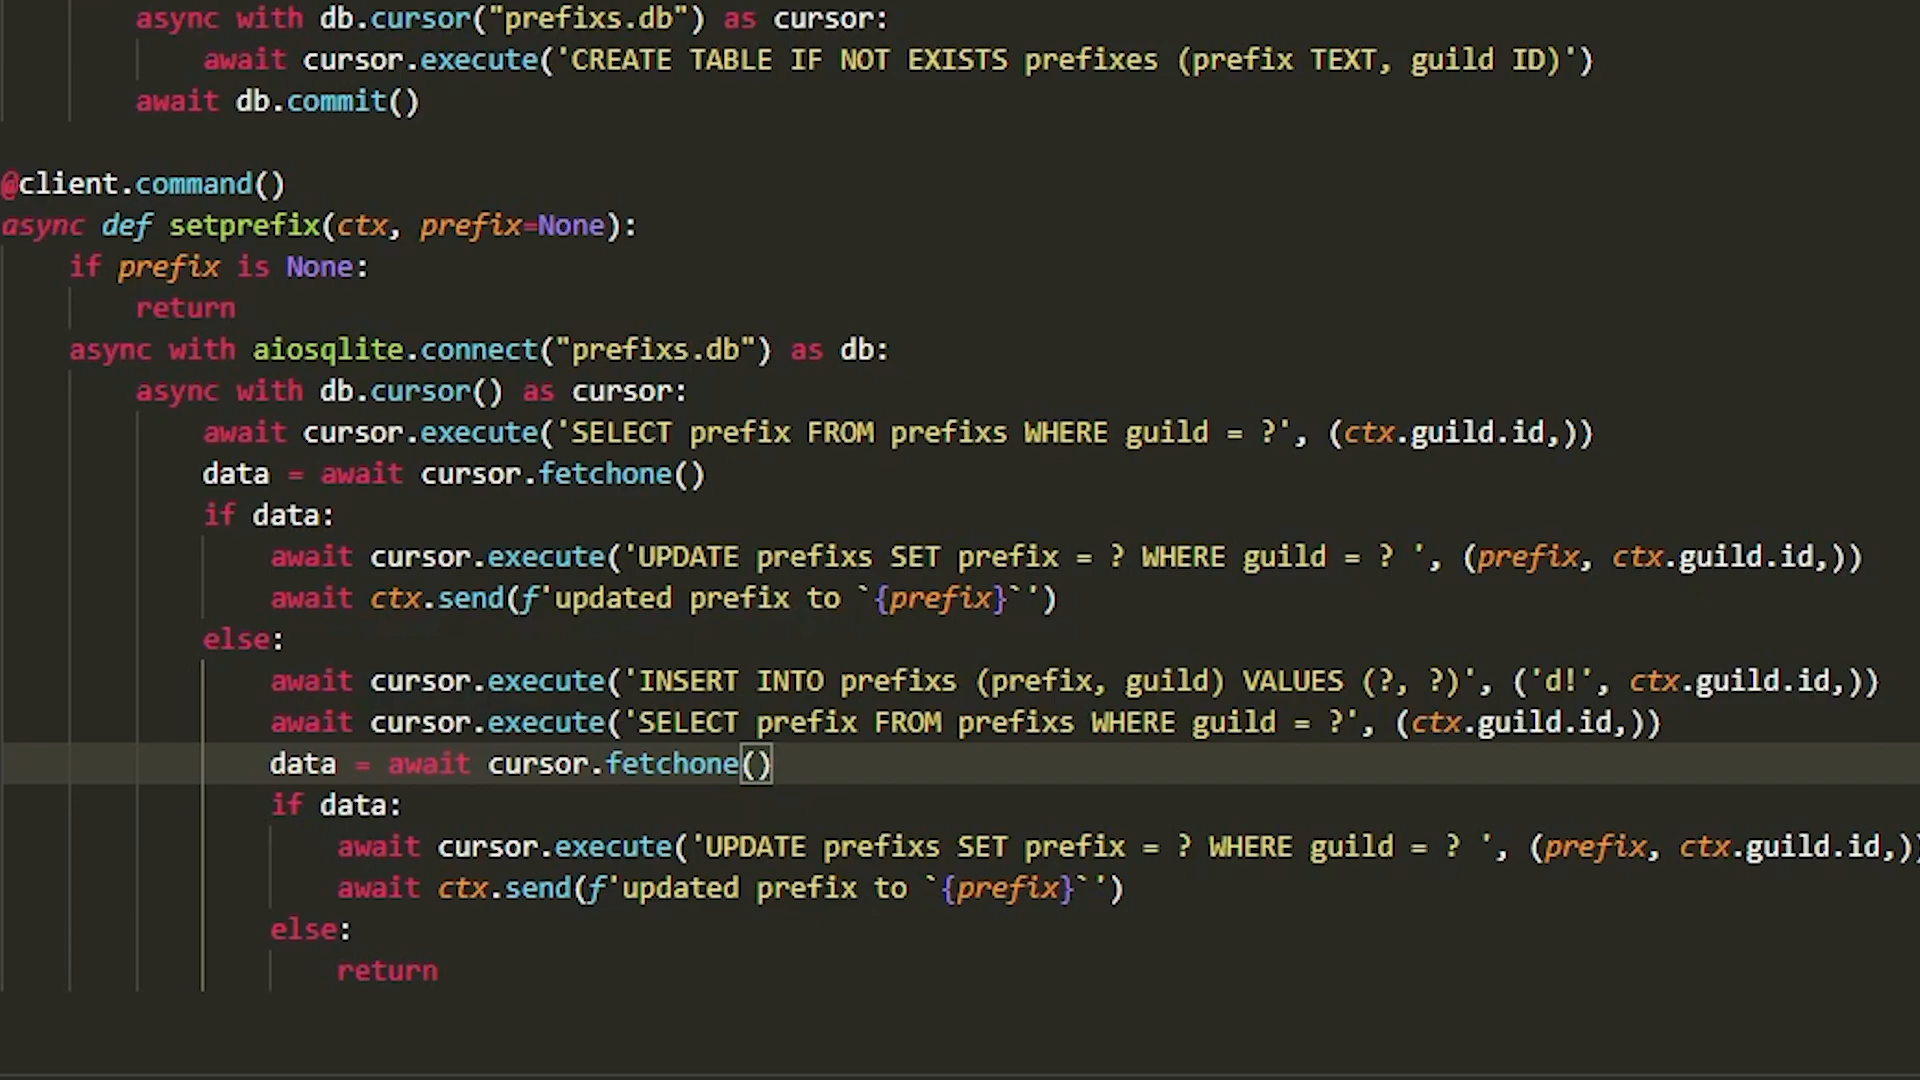 async with db.cursor("prefixs.db") as cursor:
await cursor.execute('CREATE TABLE IF NOT EXISTS prefixes (prefix TEXT, guild ID)')
await db.commit()
@client.command()
async def setprefix(ctx, prefix=None):
if prefix is None:
return
async with aiosqlite.connect("prefixs.db") as db:
async with db.cursor() as cursor:
await cursor.execute('SELECT prefix FROM prefixs WHERE guild = ?', (ctx.guild.id,))
data = await cursor.fetchone()
if data:
await cursor.execute('UPDATE prefixs SET prefix = ? WHERE guild = ? ', (prefix, ctx.guild.id,))
await ctx.send(f'updated prefix to `{prefix}`')
else:
await cursor.execute('INSERT INTO prefixs (prefix, guild) VALUES (?, ?)', ('d!', ctx.guild.id,))
await cursor.execute('SELECT prefix FROM prefixs WHERE guild = ?', (ctx.guild.id,))
data = await cursor.fetchone()
if data:
await cursor.execute('UPDATE prefixs SET prefix = ? WHERE guild = ? ', (prefix, ctx.guild.id,))
await ctx.send(f'updated prefix to `{prefix}`')
else:
return